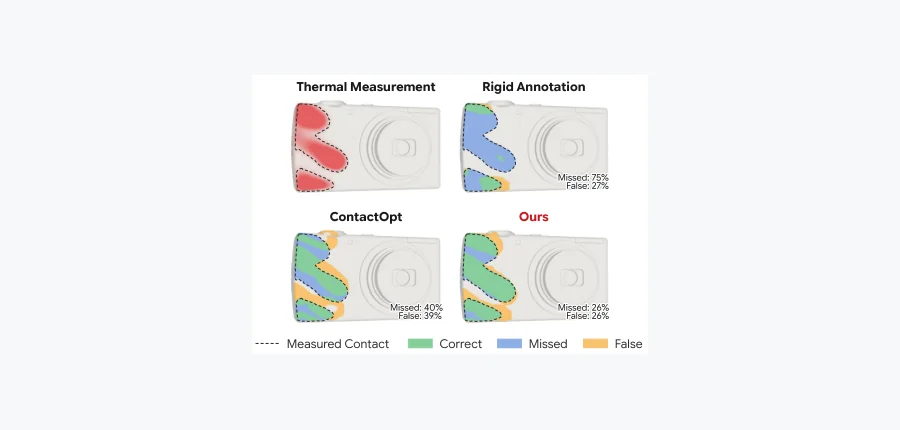 Thermal Measurement
Rigid Annotation
Missed: 75%
False: 27%
ContactOpt
Ours
Missed: 40%
False: 39%
Missed: 26%
False: 26%
Measured Contact
Correct
Missed
False